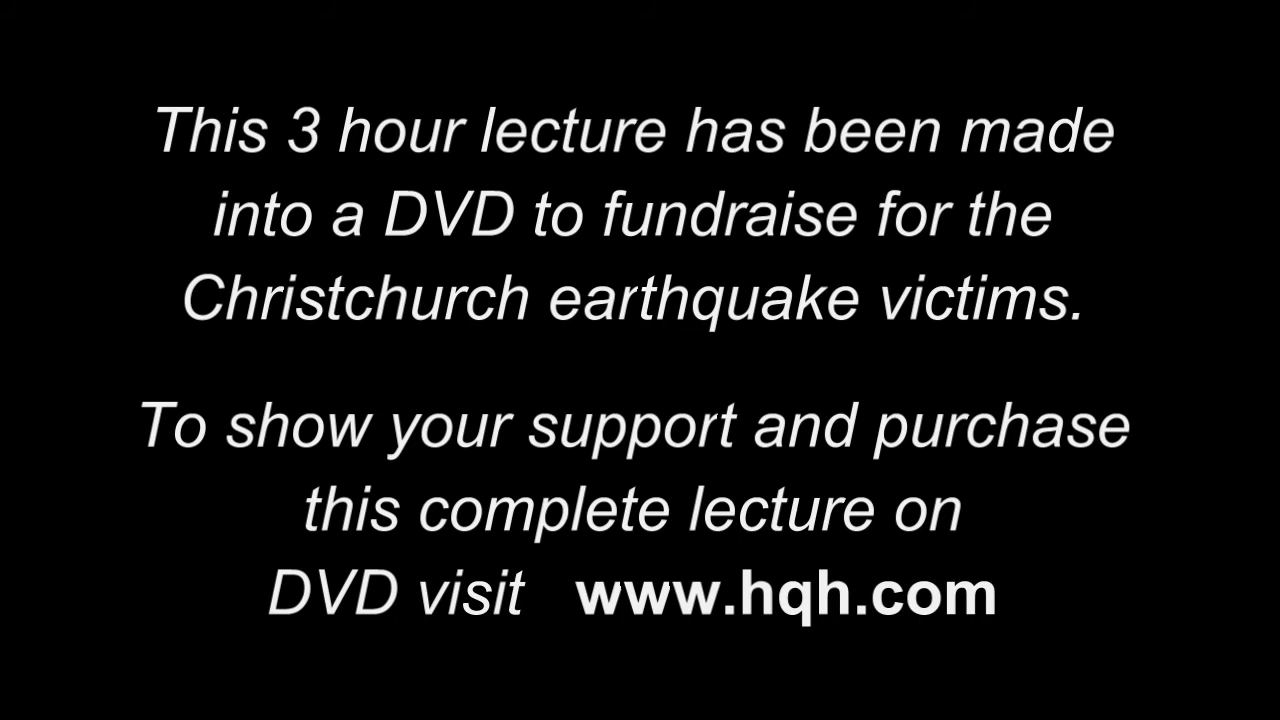 This 3 hour lecture has been made
into a DVD to fundraise for the
Christchurch earthquake victims.
To show your support and purchase
this complete lecture on
DVD visit www.hqh.com